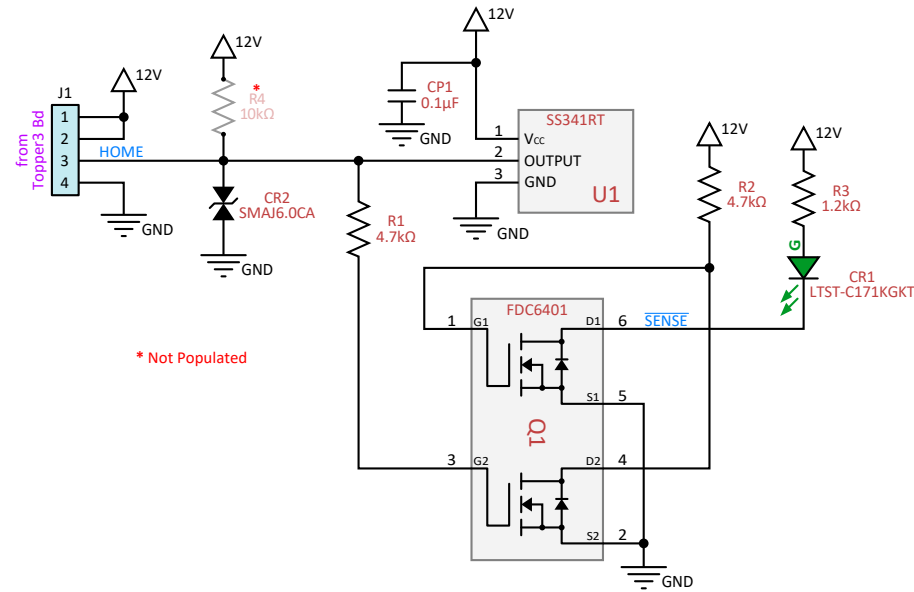 12V
12V
12V
J1
from
Topper3 Bd
1
2
3
4
HOME
GND
*
R4
10kΩ
CR2
SMAJ6.0CA
GND
CP1
0.1µF
GND
SS341RT
1
VCC
2
OUTPUT
3
GND
U1
GND
R1
4.7kΩ
12V
R2
4.7kΩ
12V
R3
1.2kΩ
G
CR1
LTST-C171KGKT
FDC6401
1
G1
D1
6
SENSE
S1
5
Q1
3
G2
D2
4
S2
2
GND
* Not Populated